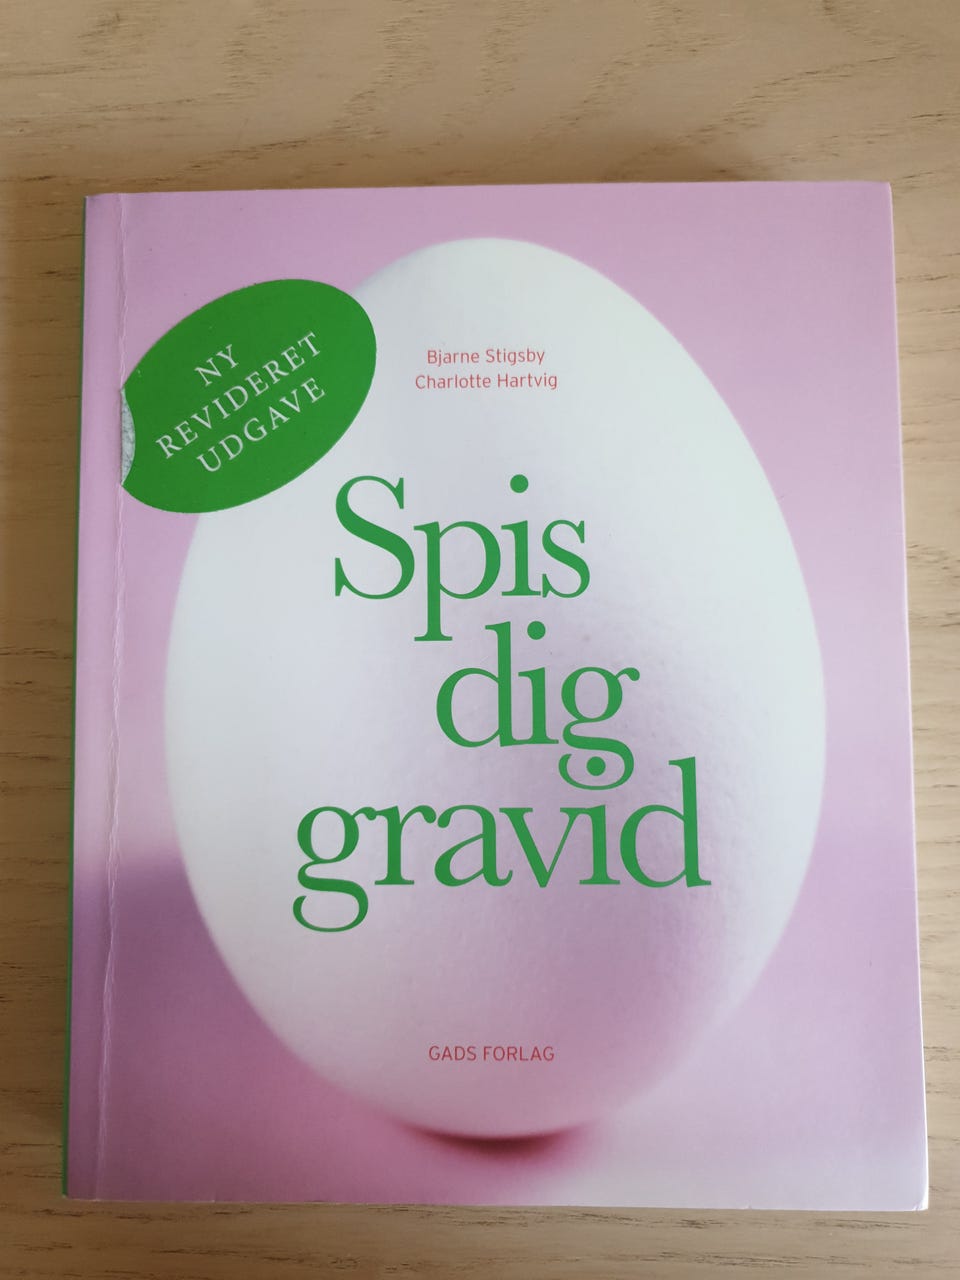 NY
REVIDERET
UDGAVE
Bjarne Stigsby
Charlotte Hartvig
Spis
dig
gravid
GADS FORLAG